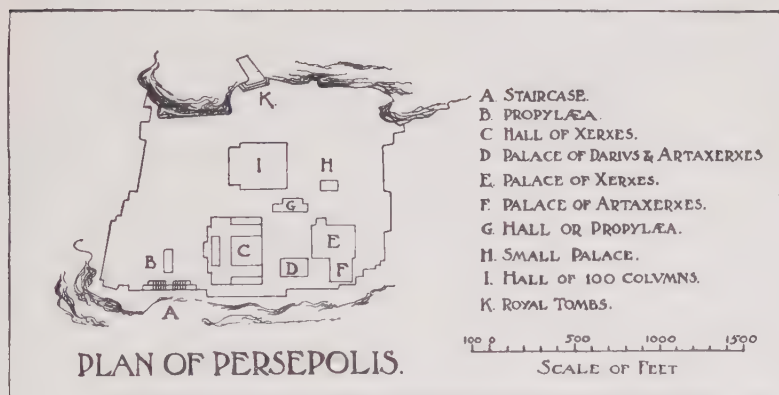 K.
I
H
G
E
B
C
D
F
A
PLAN OF PERSEPOLIS.
A. STAIRCASE.
B. PROPYLÆA.
C HALL OF XERXES.
D PALACE OF DARIVS & ARTAXERXES
E. PALACE OF XERXES.
F. PALACE OF ARTAXERXES.
G. HALL OR PROPYLÆA.
H. SMALL PALACE.
I. HALL OF 100 COLVMNS.
K. ROYAL TOMBS.
100 0 500 1000 1500
SCALE OF FEET